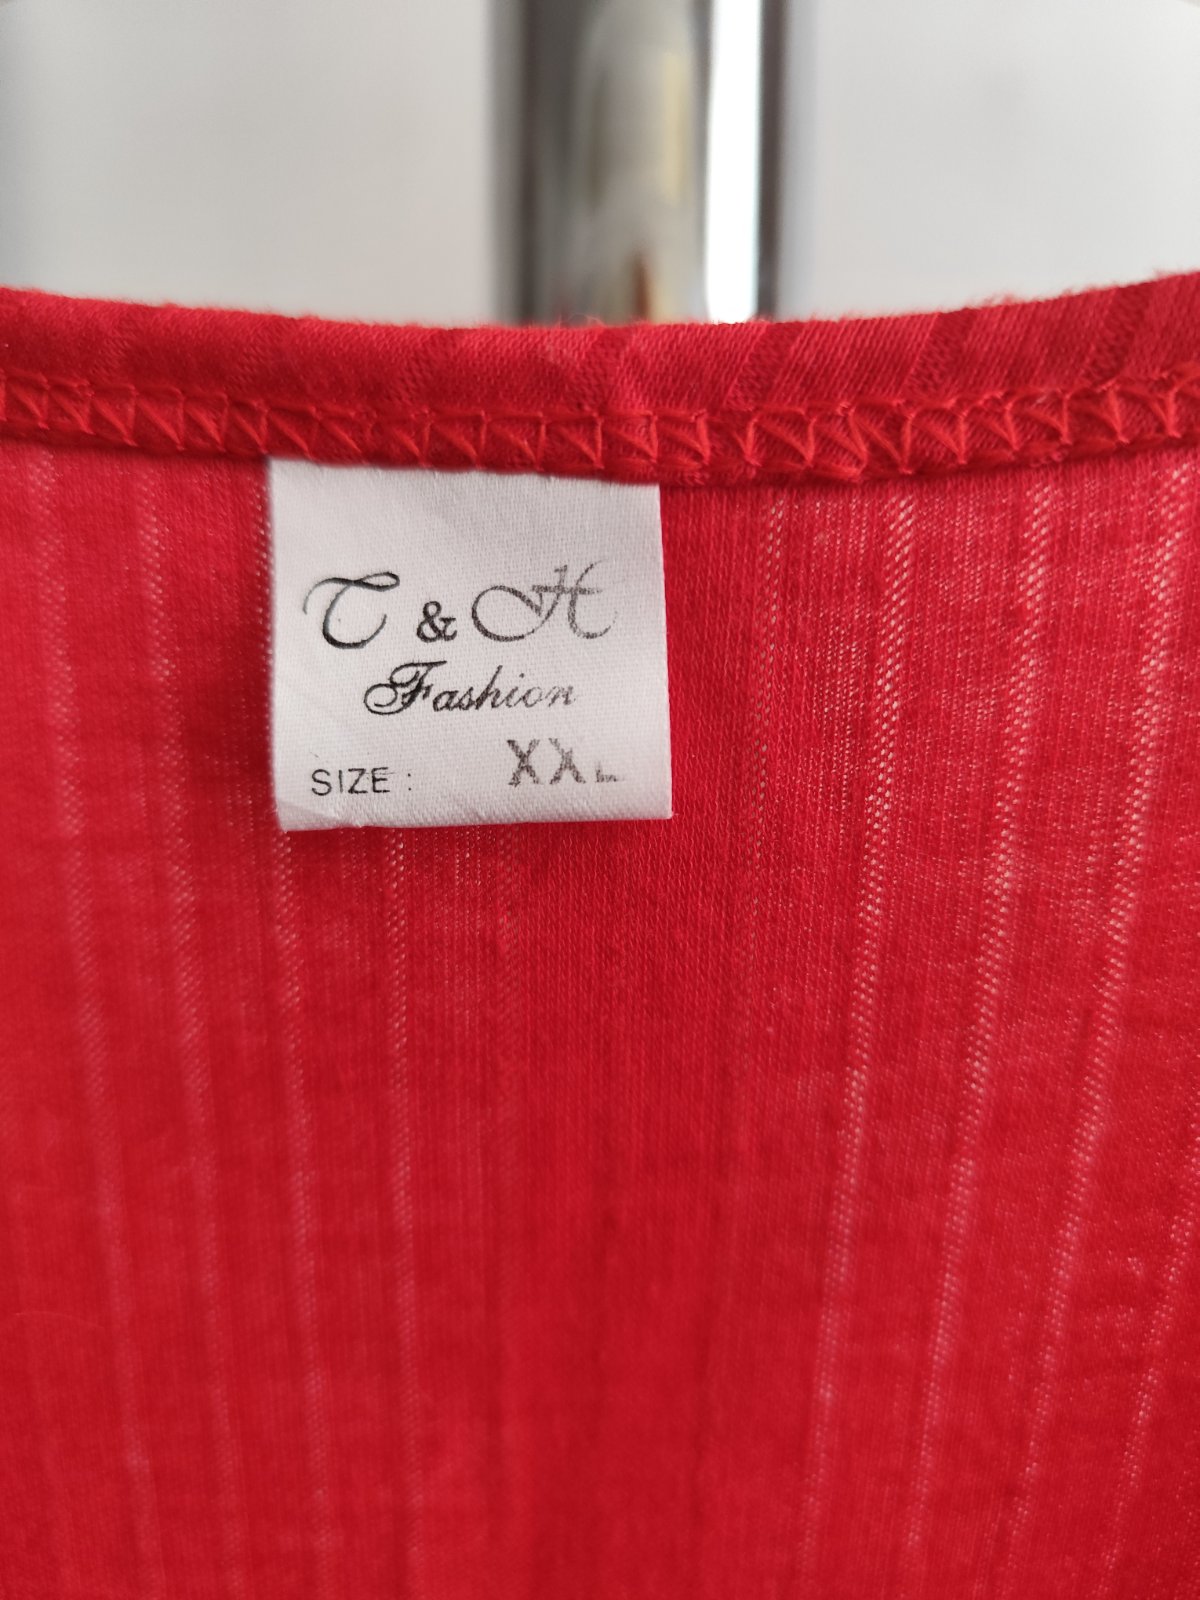 T & H
Fashion
SIZE : XXL